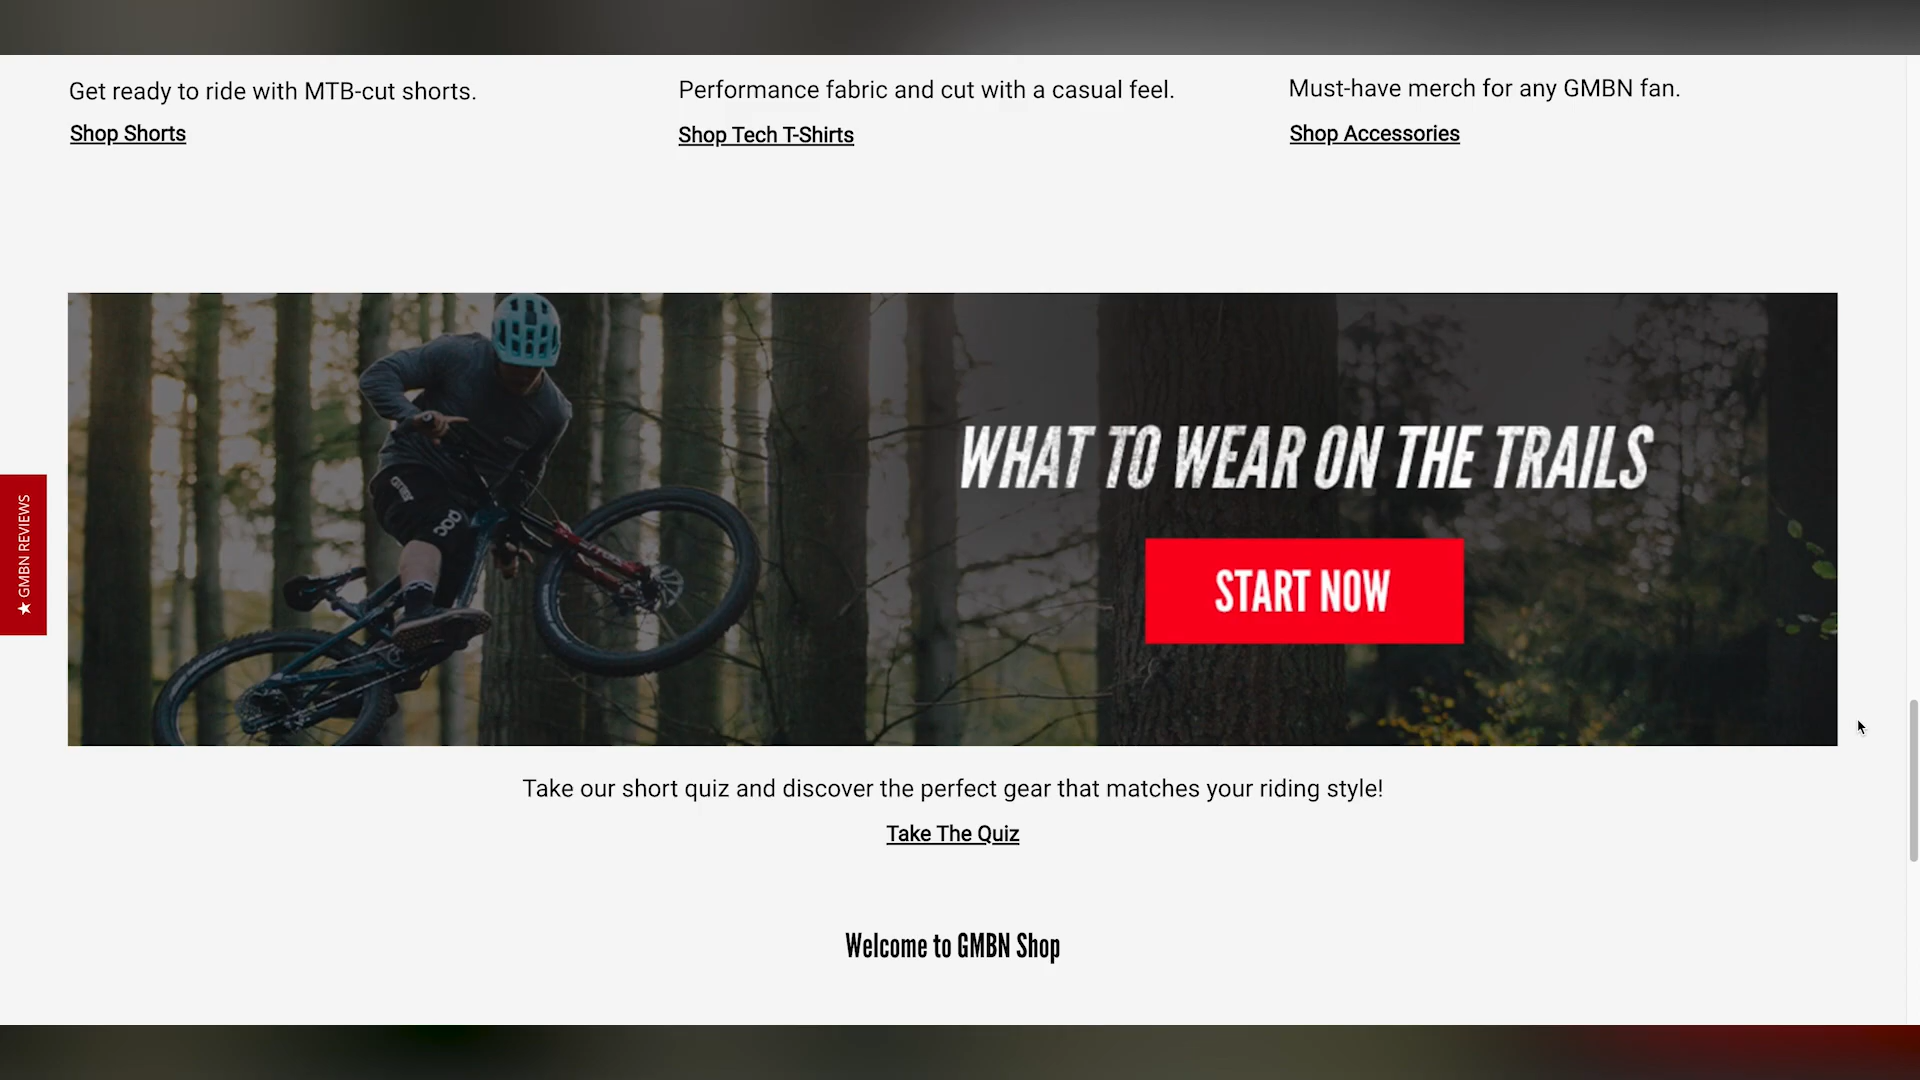 Get ready to ride with MTB-cut shorts.
Shop Shorts
Performance fabric and cut with a casual feel.
Shop Tech T-Shirts
Must-have merch for any GMBN fan.
Shop Accessories
WHAT TO WEAR ON THE TRAILS
START NOW
poc
★ GMBN REVIEWS
Take our short quiz and discover the perfect gear that matches your riding style!
Take The Quiz
Welcome to GMBN Shop